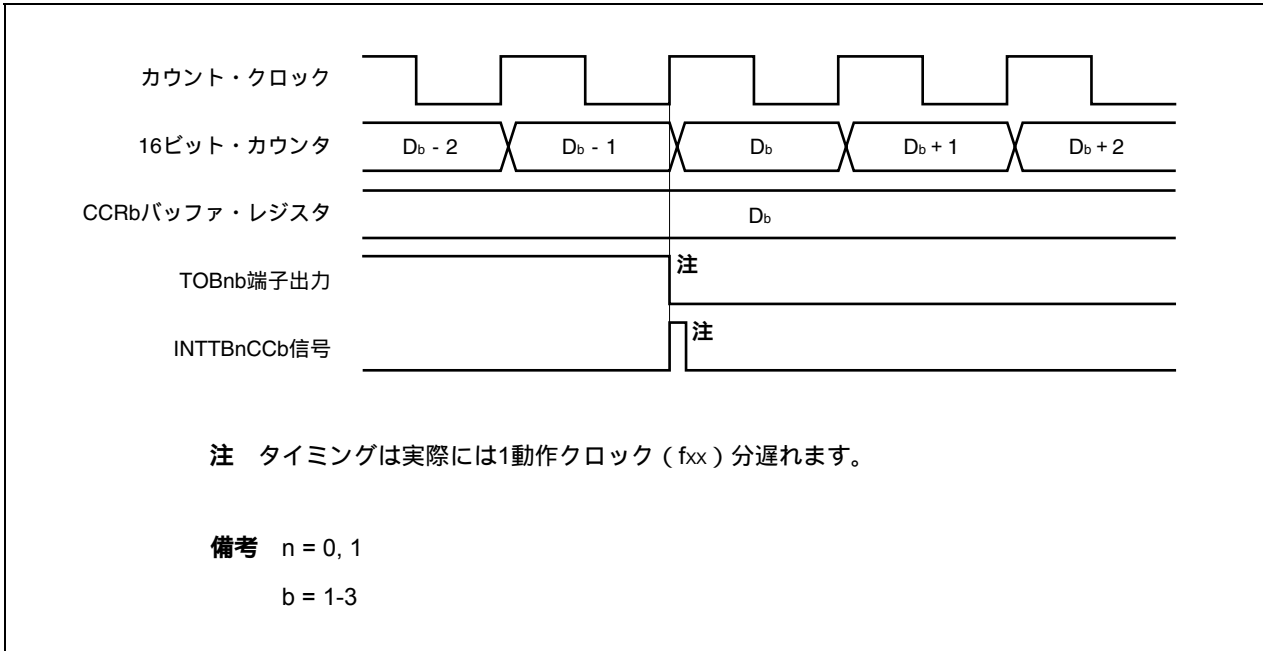 カウント・クロック
16ビット・カウンタ Db - 2 Db - 1 Db Db + 1 Db + 2
CCRbバッファ・レジスタ Db
TOBnb端子出力 注
INTTBnCCb信号 注
注 タイミングは実際には1動作クロック（fxx）分遅れます。
備考 n = 0, 1
b = 1-3